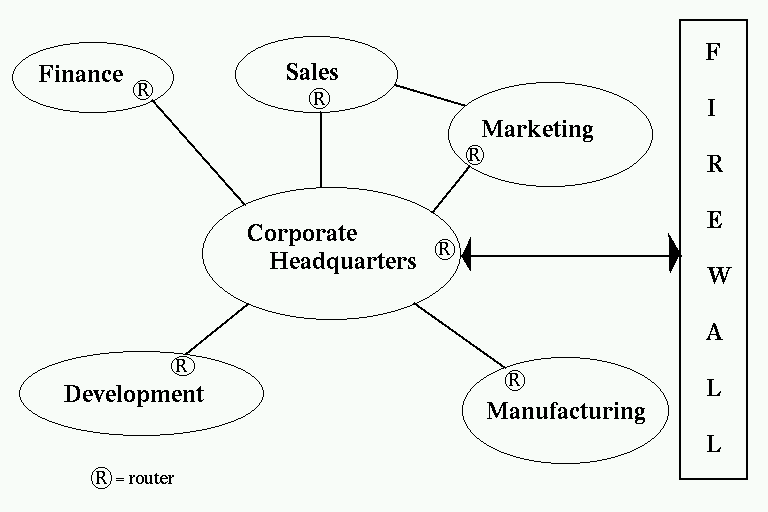 Finance
Ⓡ
Sales
Ⓡ
Marketing
Ⓡ
Corporate
Headquarters
Ⓡ
Ⓡ
Development
Ⓡ
Manufacturing
Ⓡ = router
F
I
R
E
W
A
L
L